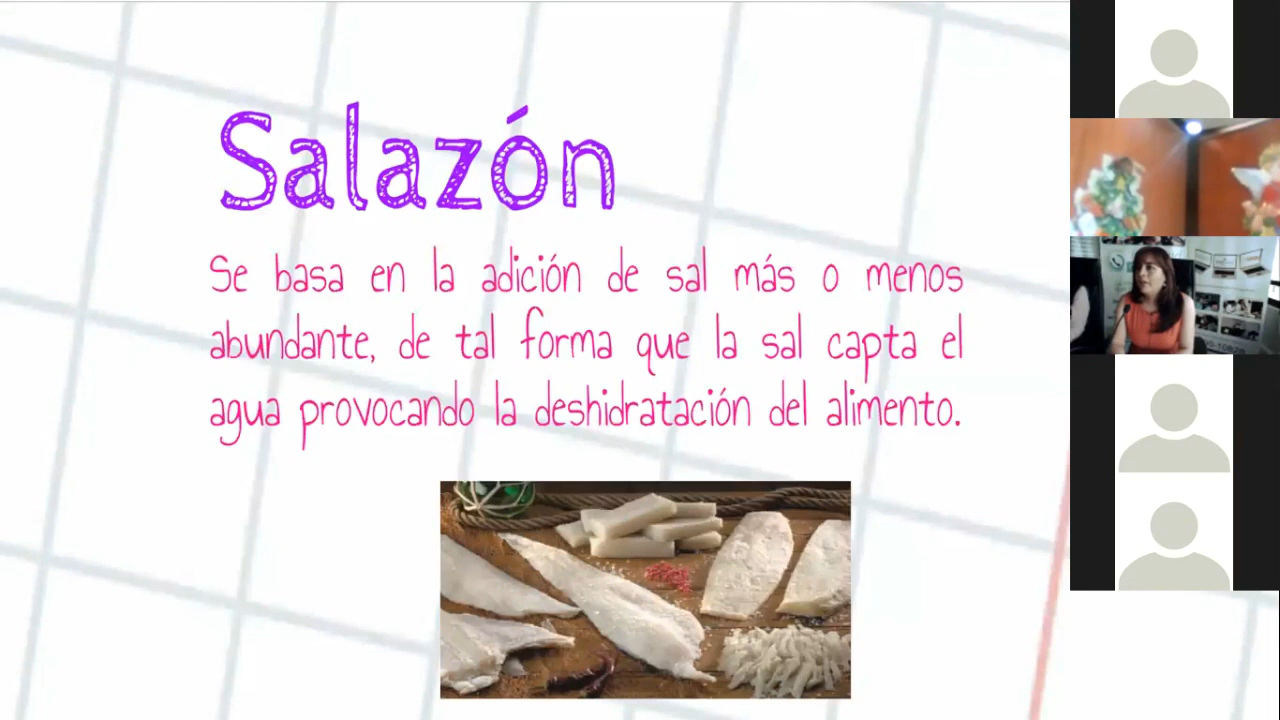 Salazón
Se basa en la adición de sal más o menos
abundante, de tal forma que la sal capta el
agua provocando la deshidratación del alimento.